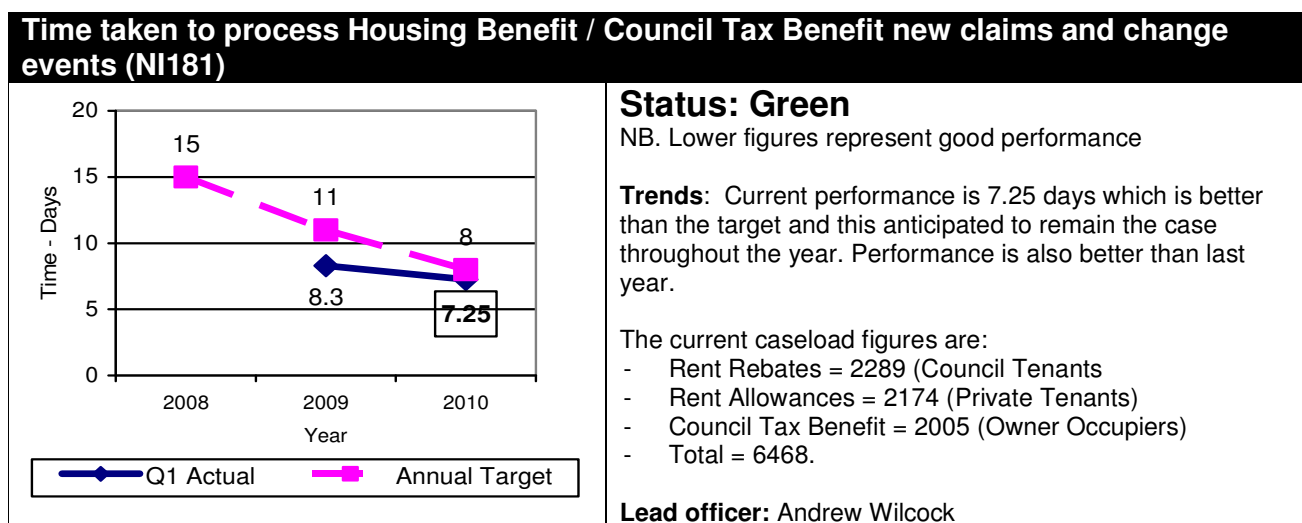 Time taken to process Housing Benefit / Council Tax Benefit new claims and change
events (NI181)
20
15
10
5
0
Time - Days
15
11
8
8.3
7.25
2008 2009 2010
Year
Q1 Actual Annual Target
Status: Green
NB. Lower figures represent good performance
Trends: Current performance is 7.25 days which is better
than the target and this anticipated to remain the case
throughout the year. Performance is also better than last
year.
The current caseload figures are:
- Rent Rebates = 2289 (Council Tenants
- Rent Allowances = 2174 (Private Tenants)
- Council Tax Benefit = 2005 (Owner Occupiers)
- Total = 6468.
Lead officer: Andrew Wilcock